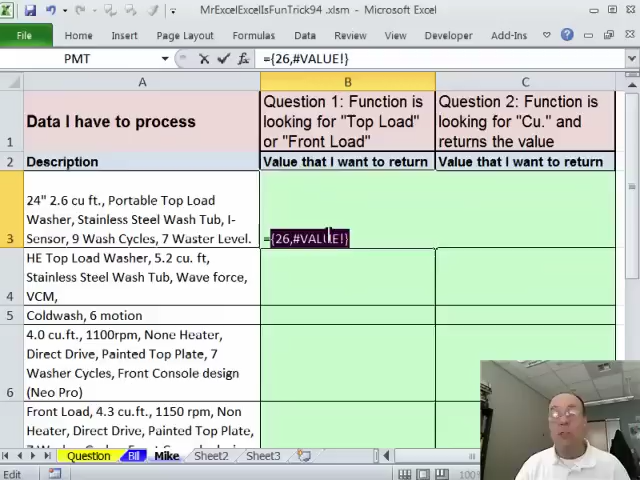 MrExcelExcelIsFunTrick94 .xlsm - Microsoft Excel
File Home Insert Page Layout Formulas Data Review View Developer
PMT ={26,#VALUE!}
A B C
1 Data I have to process
Question 1: Function is
looking for "Top Load"
or "Front Load"
Question 2: Function is
looking for "Cu." and
returns the value
2 Description Value that I want to return Value that I want to return
24" 2.6 cu ft., Portable Top Load
Washer, Stainless Steel Wash Tub, I-
3 Sensor, 9 Wash Cycles, 7 Waster Level. ={26,#VALUE!}
HE Top Load Washer, 5.2 cu. ft,
Stainless Steel Wash Tub, Wave force,
4 VCM,
5 Coldwash, 6 motion
4.0 cu.ft., 1100rpm, None Heater,
Direct Drive, Painted Top Plate, 7
Washer Cycles, Front Console design
6 (Neo Pro)
Front Load, 4.3 cu.ft., 1150 rpm, Non
Heater, Direct Drive, Painted Top Plate,
Question Bill Mike Sheet2 Sheet3
Edit